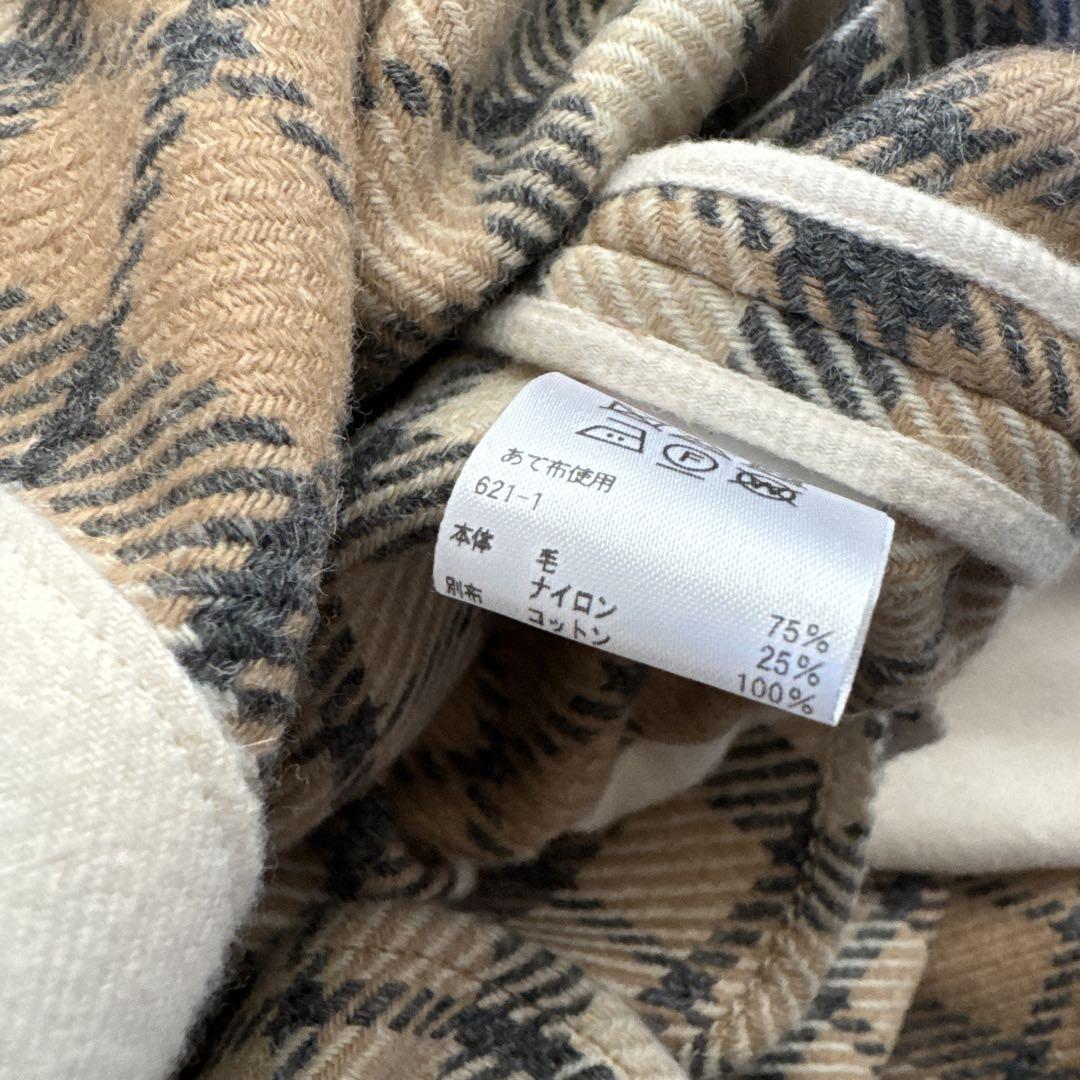 F
あて布使用
621-1
本体 毛 75%
ナイロン 25%
別布 コットン 100%